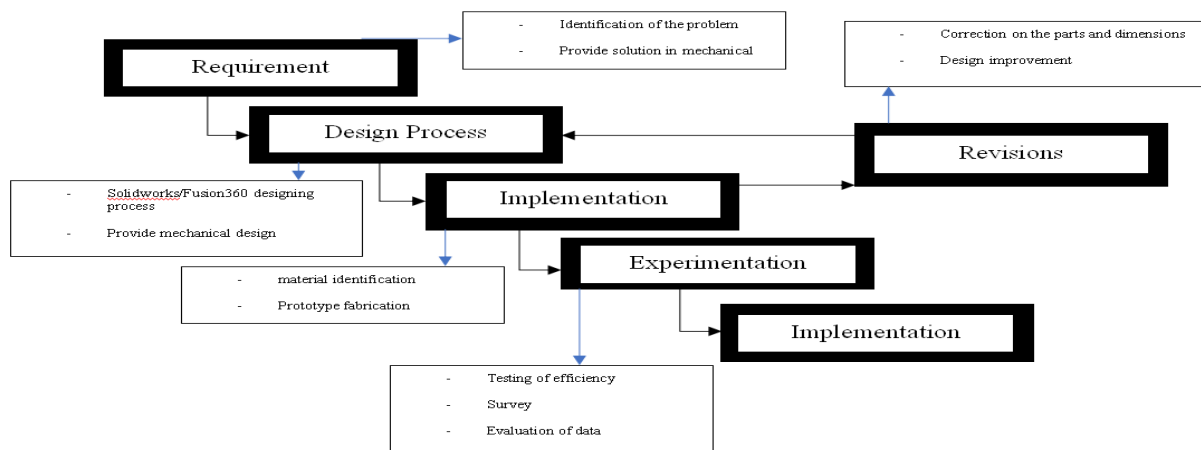 - Identification of the problem
- Provide solution in mechanical
- Correction on the parts and dimensions
- Design improvement
Requirement
Design Process
Revisions
- Solidworks/Fusion360 designing
process
- Provide mechanical design
Implementation
- material identification
- Prototype fabrication
Experimentation
Implementation
- Testing of efficiency
- Survey
- Evaluation of data